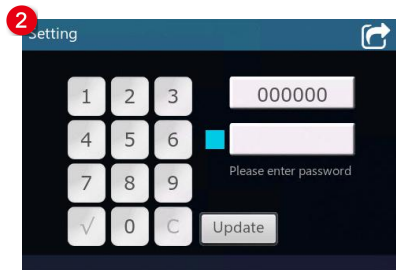 2
Setting
1 2 3
000000
4 5 6
Please enter password
7 8 9
√ 0 C
Update